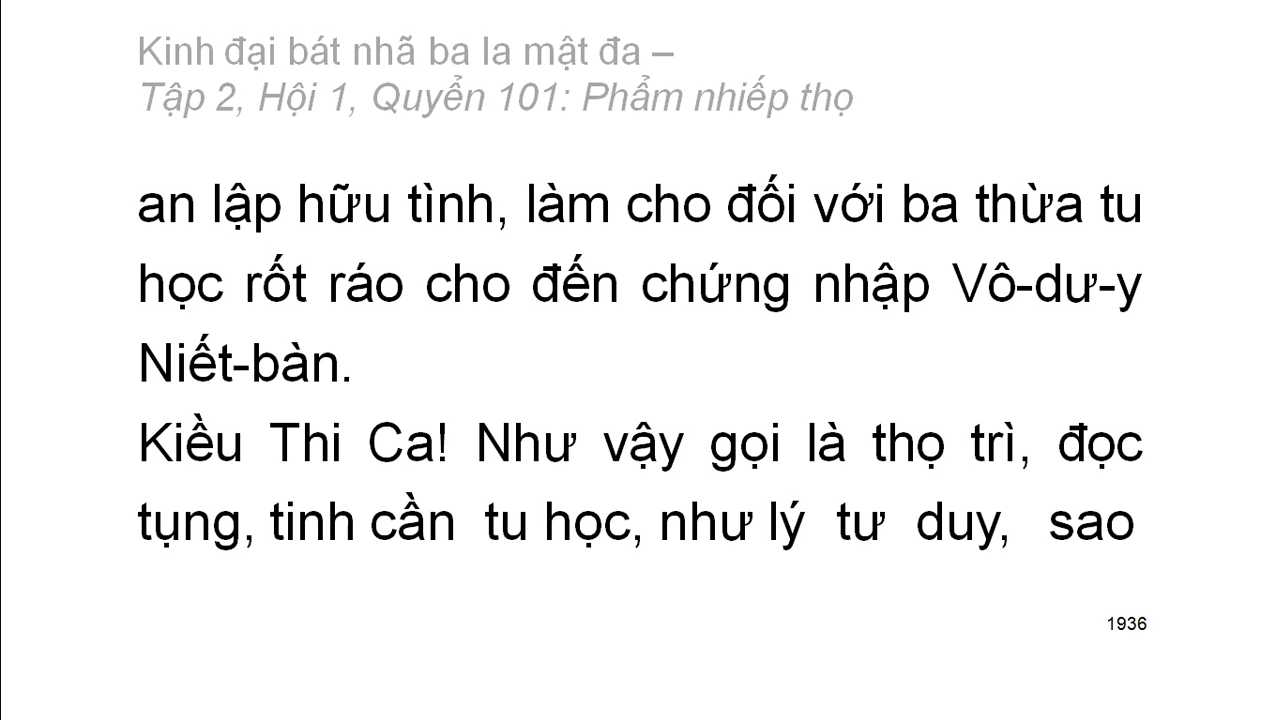 Kinh đại bát nhã ba la mật đa –
Tập 2, Hội 1, Quyển 101: Phẩm nhiếp thọ
an lập hữu tình, làm cho đối với ba thừa tu
học rốt ráo cho đến chứng nhập Vô-dư-y
Niết-bàn.
Kiều Thi Ca! Như vậy gọi là thọ trì, đọc
tụng, tinh cần tu học, như lý tư duy, sao
1936